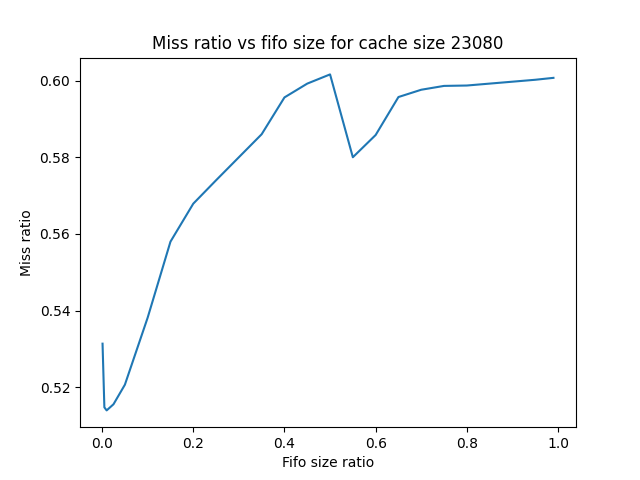 Miss ratio vs fifo size for cache size 23080
0.60
0.58
0.56
0.54
0.52
Miss ratio
0.0 0.2 0.4 0.6 0.8 1.0
Fifo size ratio